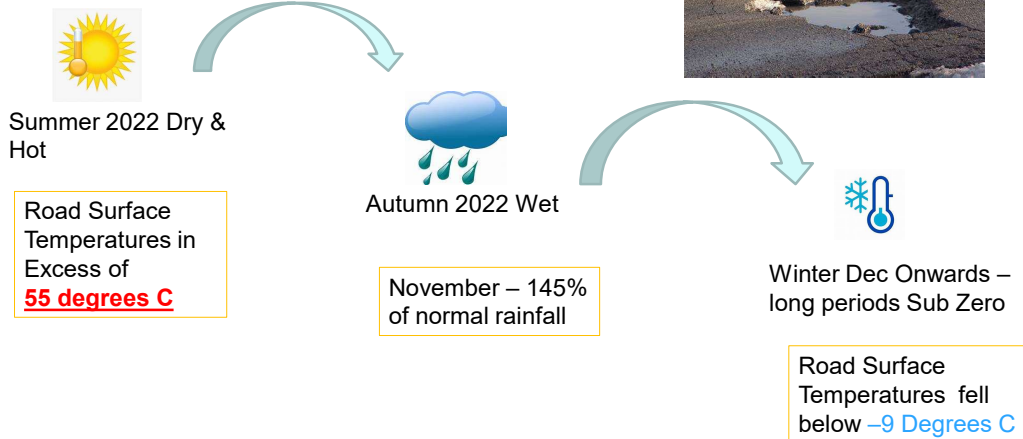 Summer 2022 Dry &
Hot
Road Surface
Temperatures in
Excess of
55 degrees C
Autumn 2022 Wet
November – 145%
of normal rainfall
Winter Dec Onwards –
long periods Sub Zero
Road Surface
Temperatures fell
below –9 Degrees C